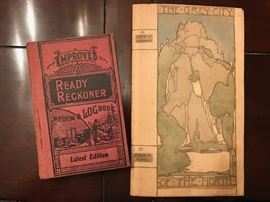 IMPROVED
READY
RECKONER
FORM &
LOG BOOK
Latest Edition
THE GREY CITY
OF THE NORTH